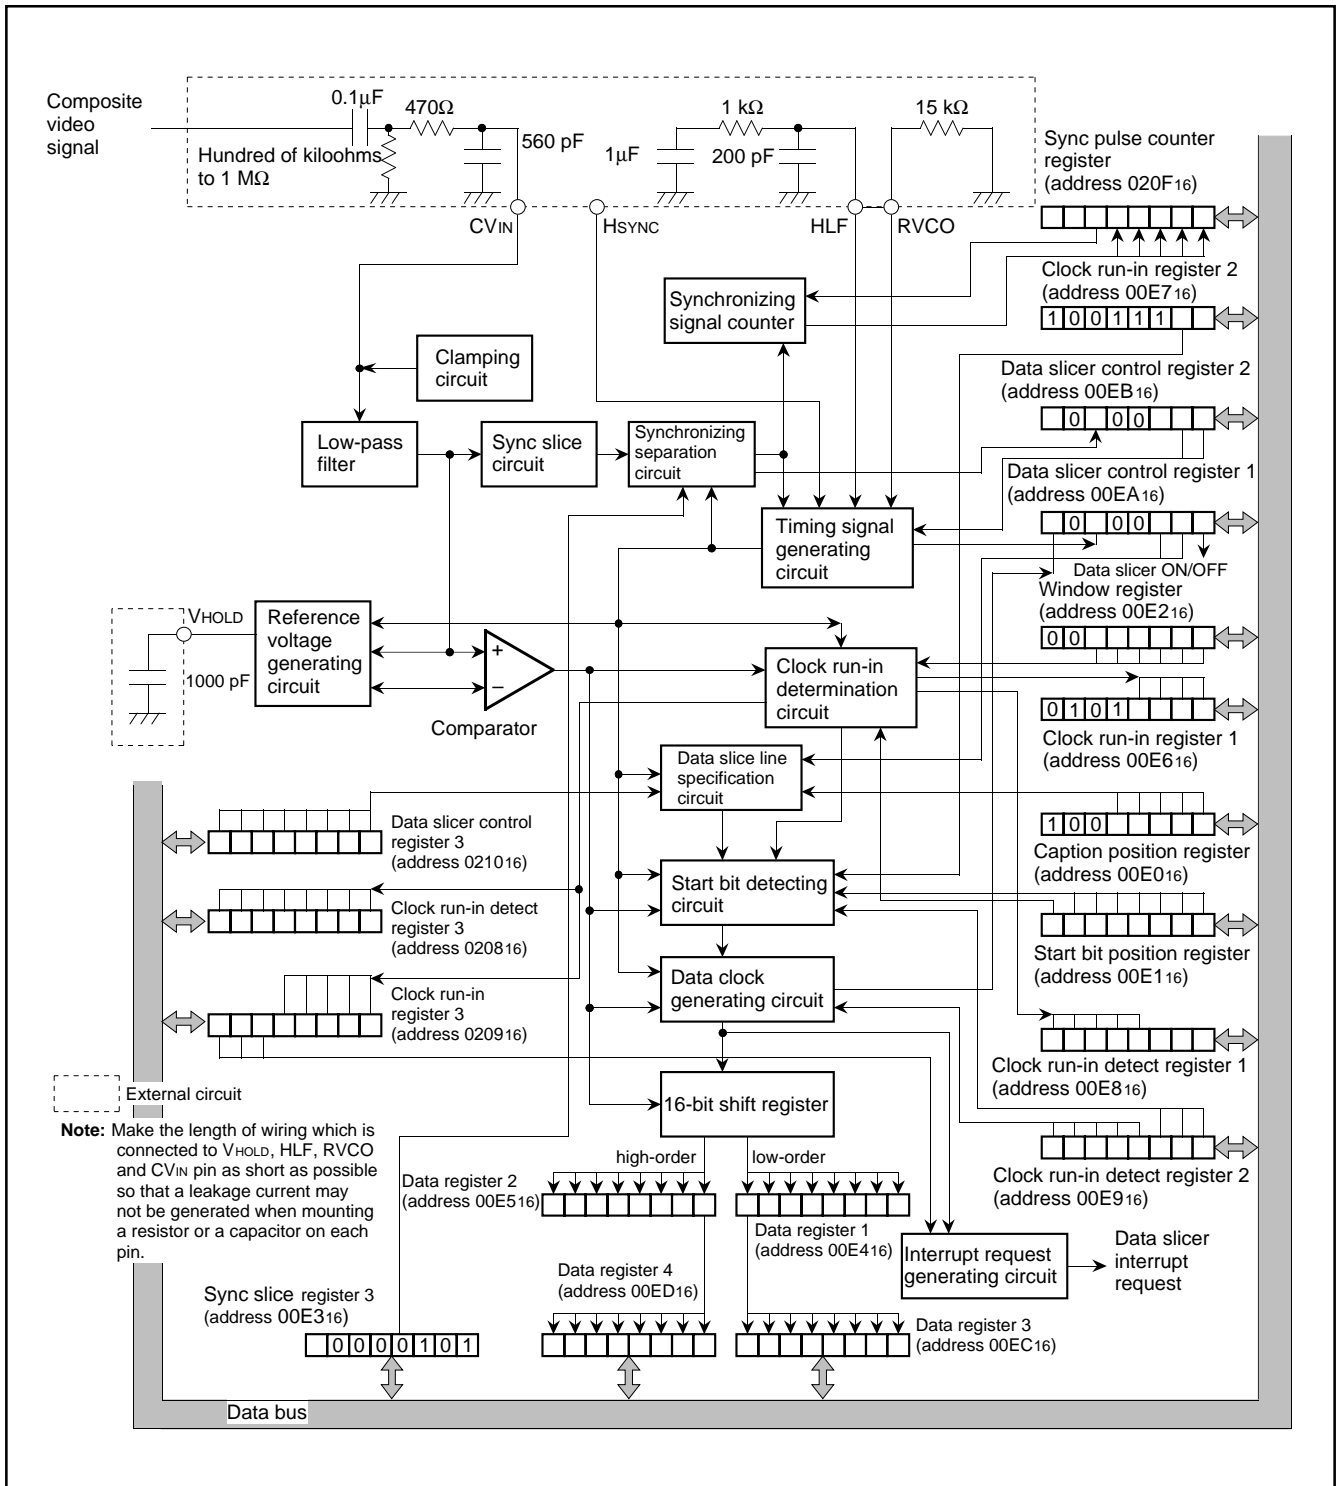 Composite
video
signal
0.1μF
470Ω
560 pF
Hundred of kiloohms
to 1 MΩ
1μF
1 kΩ
200 pF
15 kΩ
CVIN
HSYNC
HLF
RVCO
Sync pulse counter
register
(address 020F16)
Clock run-in register 2
(address 00E716)
1 0 0 1 1 1
Synchronizing
signal counter
Clamping
circuit
Data slicer control register 2
(address 00EB16)
0 0 0
Low-pass
filter
Sync slice
circuit
Synchronizing
separation
circuit
Data slicer control register 1
(address 00EA16)
0 0 0
Data slicer ON/OFF
Timing signal
generating
circuit
Window register
(address 00E216)
0 0
VHOLD
1000 pF
Reference
voltage
generating
circuit
+
–
Comparator
Clock run-in
determination
circuit
0 1 0 1
Clock run-in register 1
(address 00E616)
Data slice line
specification
circuit
1 0 0
Caption position register
(address 00E016)
Data slicer control
register 3
(address 021016)
Start bit detecting
circuit
Clock run-in detect
register 3
(address 020816)
Start bit position register
(address 00E116)
Data clock
generating circuit
Clock run-in
register 3
(address 020916)
Clock run-in detect register 1
(address 00E816)
16-bit shift register
Clock run-in detect register 2
(address 00E916)
External circuit
Note: Make the length of wiring which is
connected to VHOLD, HLF, RVCO
and CVIN pin as short as possible
so that a leakage current may
not be generated when mounting
a resistor or a capacitor on each
pin.
high-order
low-order
Data register 2
(address 00E516)
Data register 1
(address 00E416)
Interrupt request
generating circuit
Data slicer
interrupt
request
Data register 4
(address 00ED16)
Data register 3
(address 00EC16)
Sync slice register 3
(address 00E316)
0 0 0 0 1 0 1
Data bus